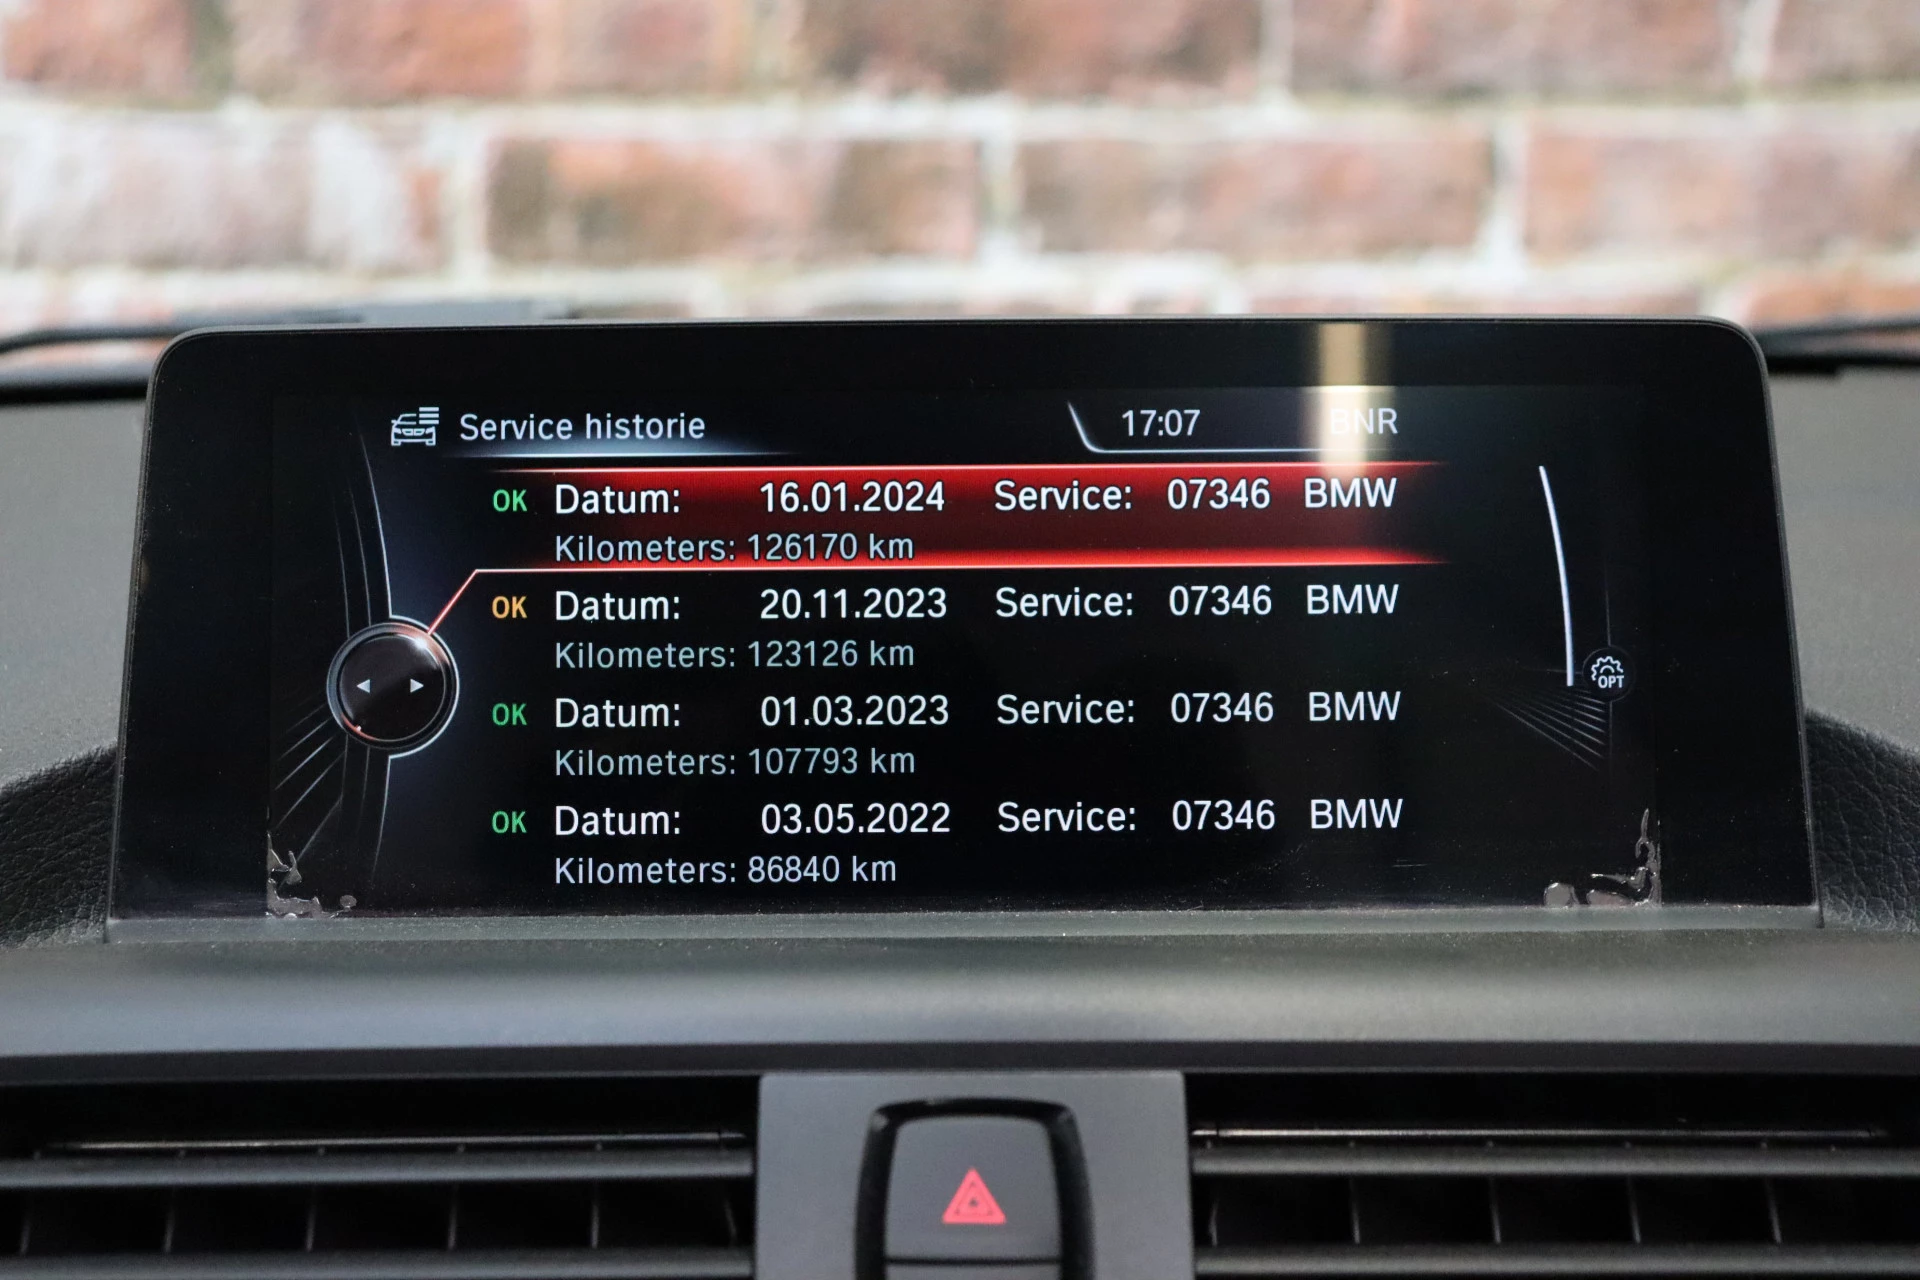 Service historie 17:07 BNR
OK Datum: 16.01.2024 Service: 07346 BMW
Kilometers: 126170 km
OK Datum: 20.11.2023 Service: 07346 BMW
Kilometers: 123126 km
OK Datum: 01.03.2023 Service: 07346 BMW
Kilometers: 107793 km
OPT
OK Datum: 03.05.2022 Service: 07346 BMW
Kilometers: 86840 km